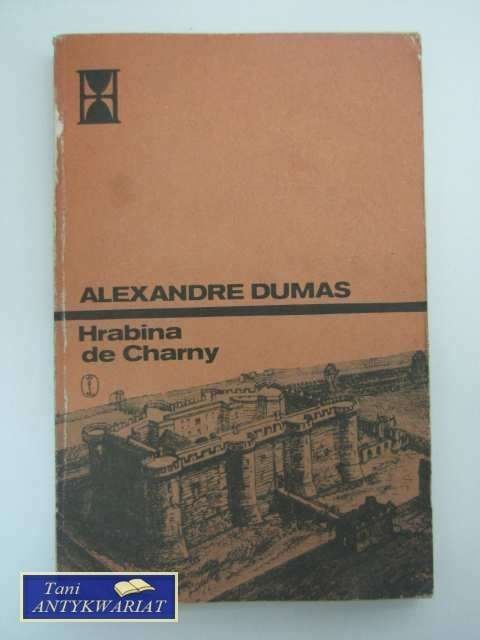 ALEXANDRE DUMAS
Hrabina
de Charny
Tani
ANTYKWARIAT